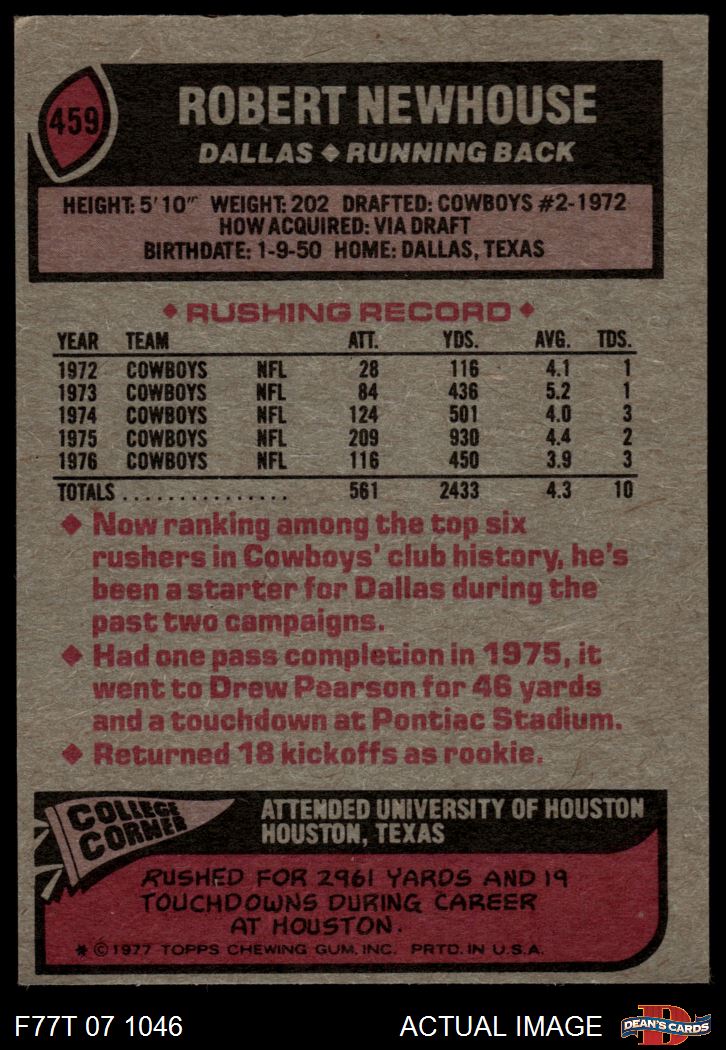 459
ROBERT NEWHOUSE
DALLAS ◆ RUNNING BACK
HEIGHT: 5'10" WEIGHT: 202 DRAFTED: COWBOYS #2-1972
HOW ACQUIRED: VIA DRAFT
BIRTHDATE: 1-9-50 HOME: DALLAS, TEXAS
◆ RUSHING RECORD ◆
YEAR TEAM ATT. YDS. AVG. TDS.
1972 COWBOYS NFL 28 116 4.1 1
1973 COWBOYS NFL 84 436 5.2 1
1974 COWBOYS NFL 124 501 4.0 3
1975 COWBOYS NFL 209 930 4.4 2
1976 COWBOYS NFL 116 450 3.9 3
TOTALS ................ 561 2433 4.3 10
◆ Now ranking among the top six
rushers in Cowboys' club history, he's
been a starter for Dallas during the
past two campaigns.
◆ Had one pass completion in 1975, it
went to Drew Pearson for 46 yards
and a touchdown at Pontiac Stadium.
◆ Returned 18 kickoffs as rookie.
COLLEGE
CORNER
ATTENDED UNIVERSITY OF HOUSTON
HOUSTON, TEXAS
RUSHED FOR 2961 YARDS AND 19
TOUCHDOWNS DURING CAREER
AT HOUSTON.
* © 1977 TOPPS CHEWING GUM, INC. PRTD. IN U.S.A.
F77T 07 1046
ACTUAL IMAGE
D
DEAN'S CARDS